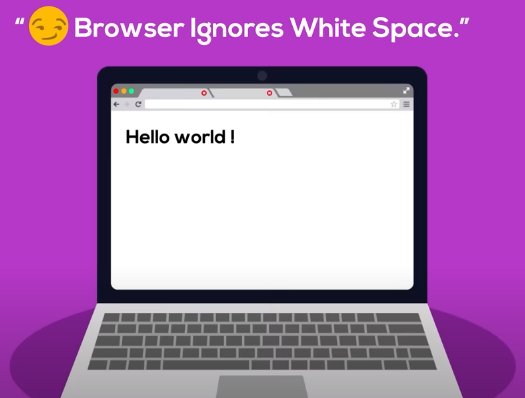 “😏 Browser Ignores White Space.”
Hello world !